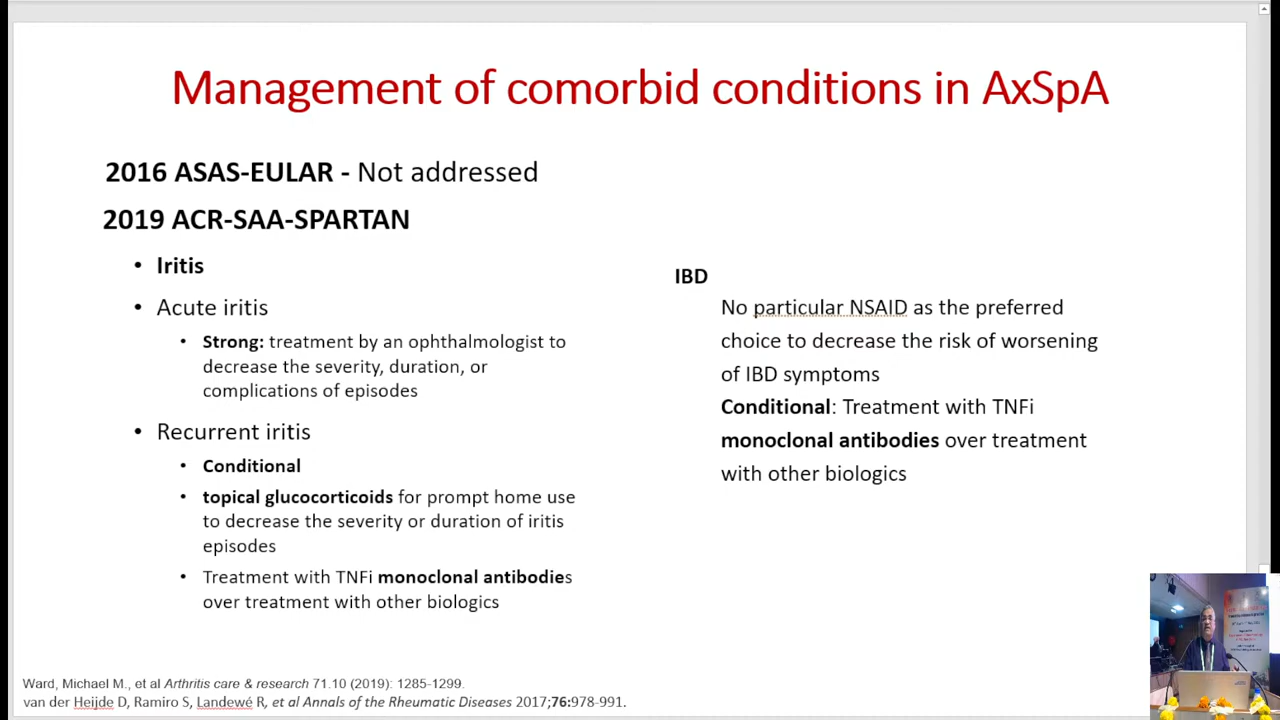 Management of comorbid conditions in AxSpA
2016 ASAS-EULAR - Not addressed
2019 ACR-SAA-SPARTAN
• Iritis
• Acute iritis
• Strong: treatment by an ophthalmologist to
decrease the severity, duration, or
complications of episodes
• Recurrent iritis
• Conditional
• topical glucocorticoids for prompt home use
to decrease the severity or duration of iritis
episodes
• Treatment with TNFi monoclonal antibodies
over treatment with other biologics
IBD
No particular NSAID as the preferred
choice to decrease the risk of worsening
of IBD symptoms
Conditional: Treatment with TNFi
monoclonal antibodies over treatment
with other biologics
Ward, Michael M., et al Arthritis care & research 71.10 (2019): 1285-1299.
van der Heijde D, Ramiro S, Landewé R, et al Annals of the Rheumatic Diseases 2017;76:978-991.